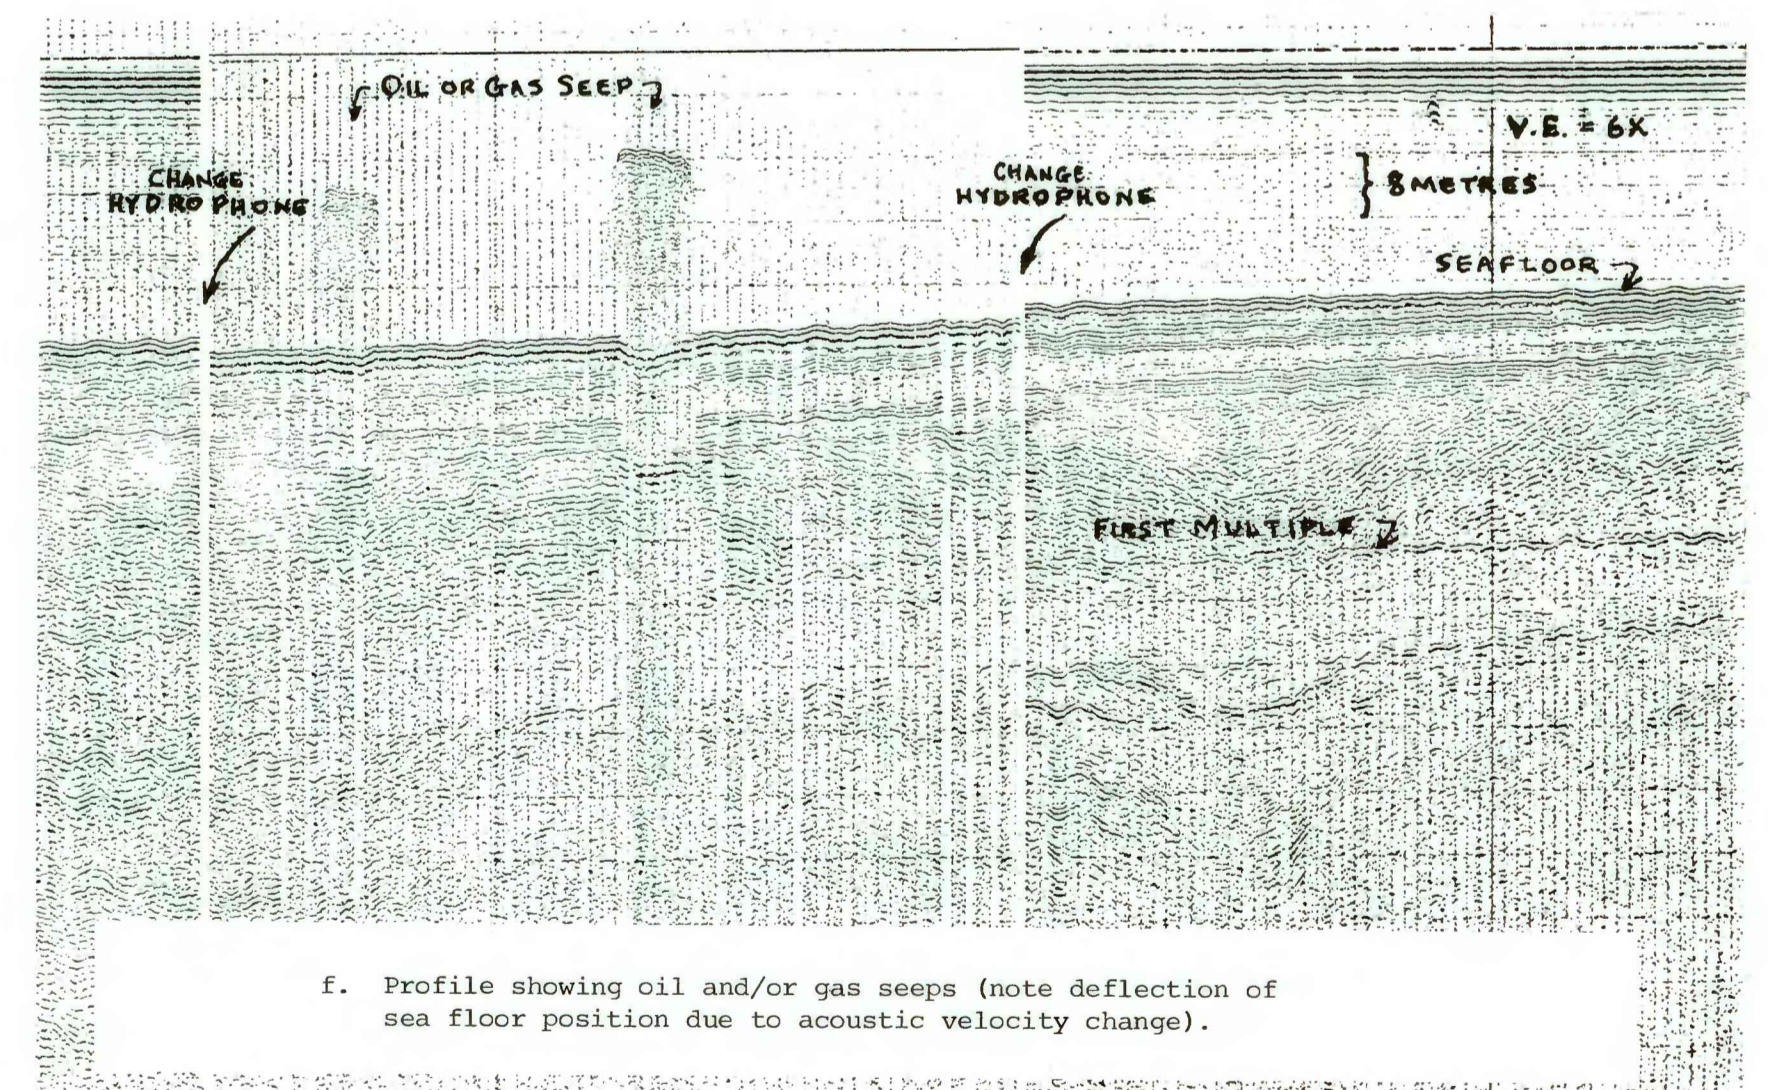 OIL OR GAS SEEP
V.E. = 6X
CHANGE
HYDROPHONE
CHANGE
HYDROPHONE
8 METRES
SEAFLOOR
FIRST MULTIPLE
f. Profile showing oil and/or gas seeps (note deflection of
sea floor position due to acoustic velocity change).